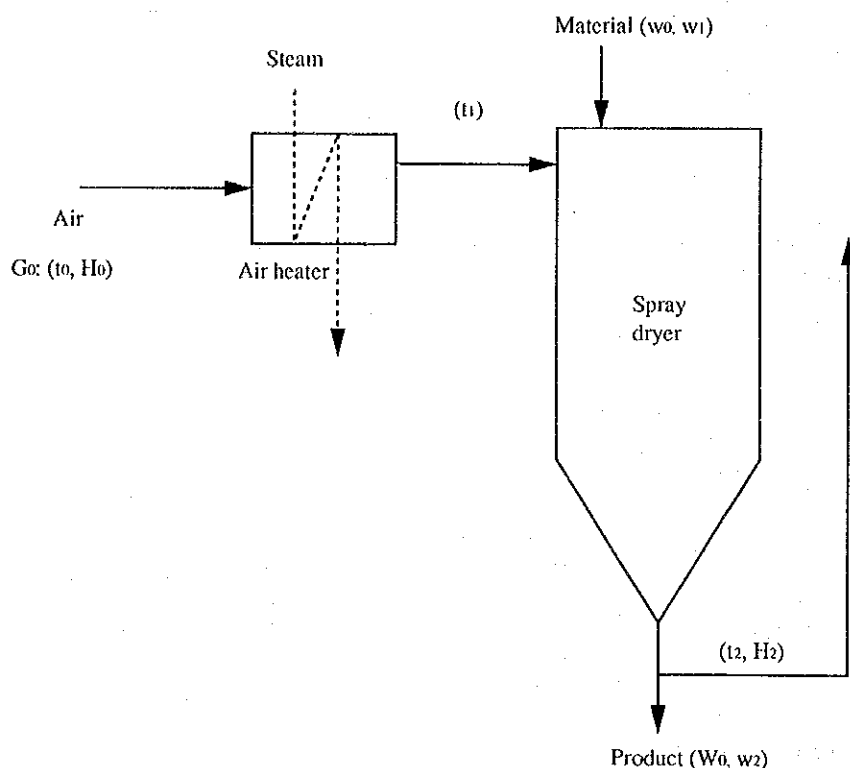 Material (w0, w1)
Steam
(t1)
Air
G0: (t0, H0)
Air heater
Spray
dryer
(t2, H2)
Product (W0, w2)